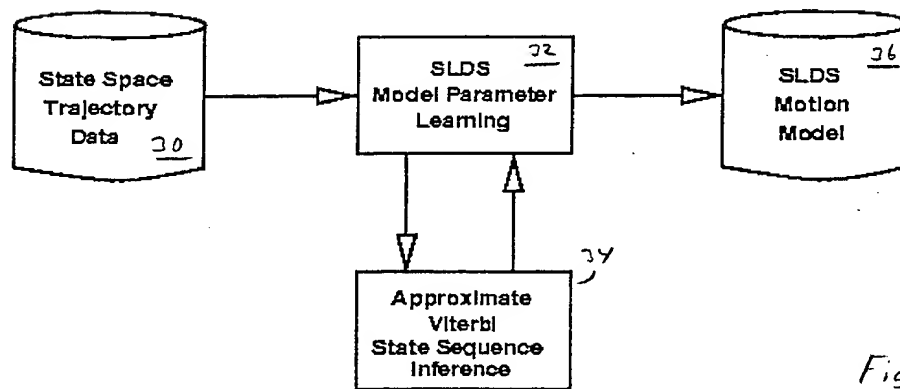 State Space
Trajectory
Data
30
32
SLDS
Model Parameter
Learning
36
SLDS
Motion
Model
34
Approximate
Viterbi
State Sequence
Inference
Fig